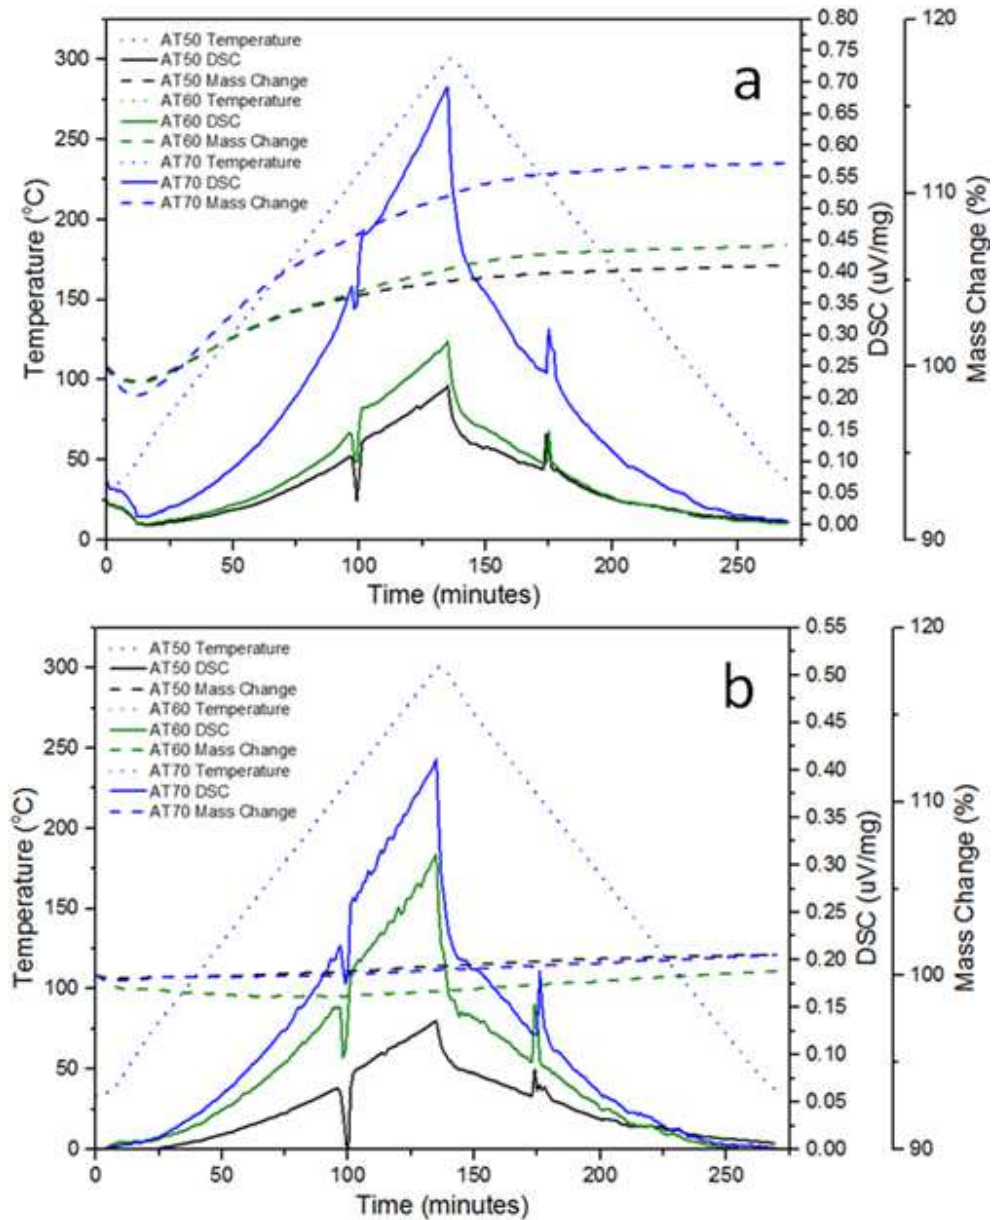 a
AT50 Temperature
AT50 DSC
AT50 Mass Change
AT60 Temperature
AT60 DSC
AT60 Mass Change
AT70 Temperature
AT70 DSC
AT70 Mass Change
Temperature (°C)
300
250
200
150
100
50
0
0 50 100 150 200 250
Time (minutes)
0.80
0.75
0.70
0.65
0.60
0.55
0.50
0.45
0.40
0.35
0.30
0.25
0.20
0.15
0.10
0.05
0.00
DSC (uV/mg)
120
110
100
90
Mass Change (%)
b
AT50 Temperature
AT50 DSC
AT50 Mass Change
AT60 Temperature
AT60 DSC
AT60 Mass Change
AT70 Temperature
AT70 DSC
AT70 Mass Change
Temperature (°C)
300
250
200
150
100
50
0
0 50 100 150 200 250
Time (minutes)
0.55
0.50
0.45
0.40
0.35
0.30
0.25
0.20
0.15
0.10
0.05
0.00
DSC (uV/mg)
120
110
100
90
Mass Change (%)